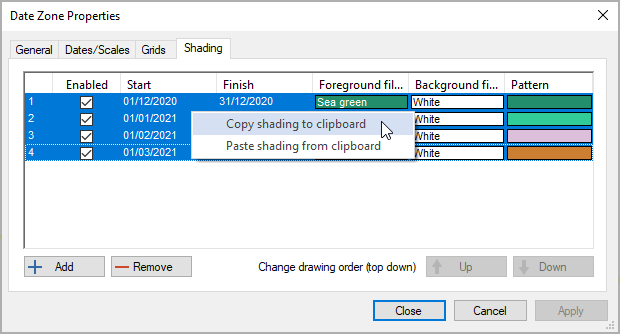 Date Zone Properties
General Dates/Scales Grids Shading
Enabled Start Finish Foreground fil... Background fi... Pattern
1 01/12/2020 31/12/2020 Sea green White
2 01/01/2021 White
3 01/02/2021 White
4 01/03/2021 White
Copy shading to clipboard
Paste shading from clipboard
Add Remove Change drawing order (top down) Up Down
Close Cancel Apply